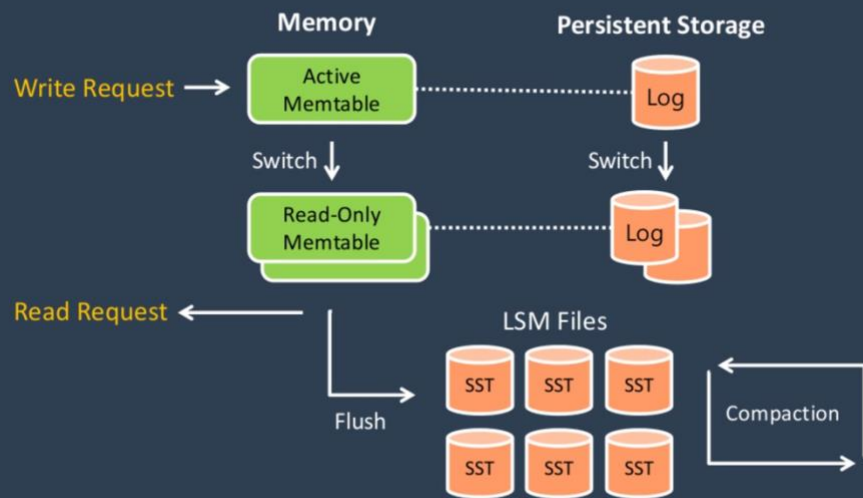 Memory
Persistent Storage
Write Request
Active
Memtable
Log
Switch
Switch
Read-Only
Memtable
Log
Read Request
LSM Files
SST
SST
SST
Flush
Compaction
SST
SST
SST